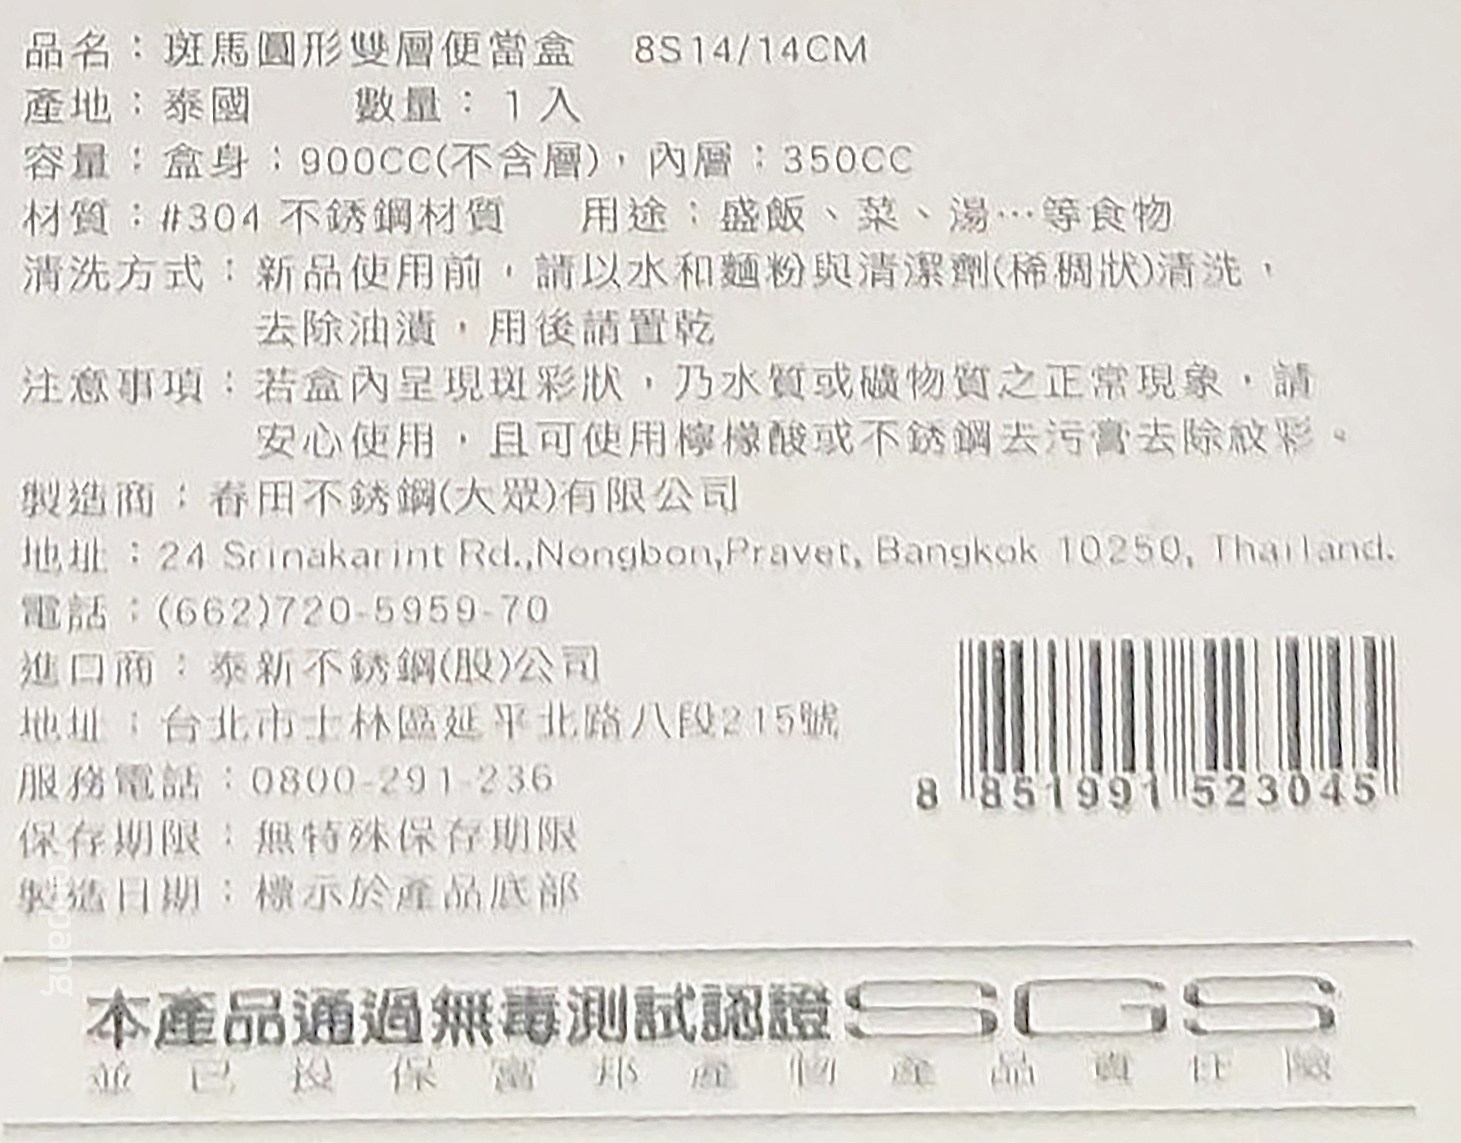 品名：斑馬圓形雙層便當盒 8S14/14CM
產地：泰國 數量：1入
容量：盒身：900CC(不含層)，內層：350CC
材質：#304 不銹鋼材質 用途：盛飯、菜、湯…等食物
清洗方式：新品使用前，請以水和麵粉與清潔劑(稀稠狀)清洗，
去除油漬，用後請置乾
注意事項：若盒內呈現斑彩狀，乃水質或礦物質之正常現象，請
安心使用，且可使用檸檬酸或不銹鋼去污膏去除紋彩。
製造商：春田不銹鋼(大眾)有限公司
地址：24 Srinakarint Rd.,Nongbon,Pravet, Bangkok 10250, Thailand.
電話：(662)720-5959-70
進口商：泰新不銹鋼(股)公司
地址：台北市士林區延平北路八段215號
服務電話：0800-291-236
保存期限：無特殊保存期限
製造日期：標示於產品底部
8 851991 523045
本產品通過無毒測試認證SGS
並已投保富邦產物產品責任險